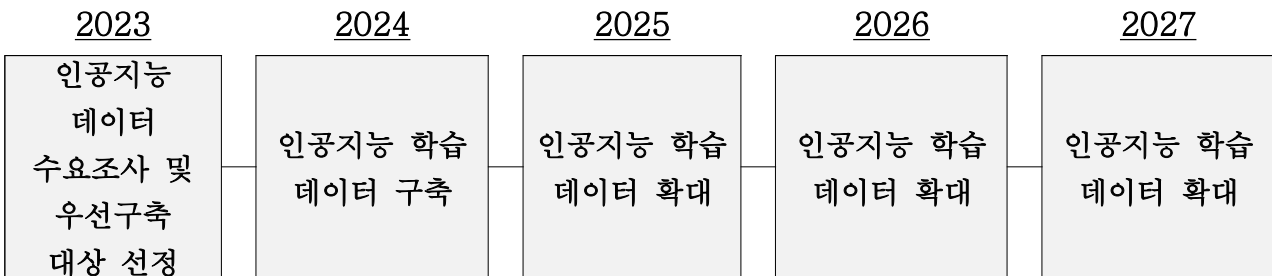 2023 2024 2025 2026 2027
인공지능
데이터
수요조사 및
우선구축
대상 선정
인공지능 학습
데이터 구축
인공지능 학습
데이터 확대
인공지능 학습
데이터 확대
인공지능 학습
데이터 확대